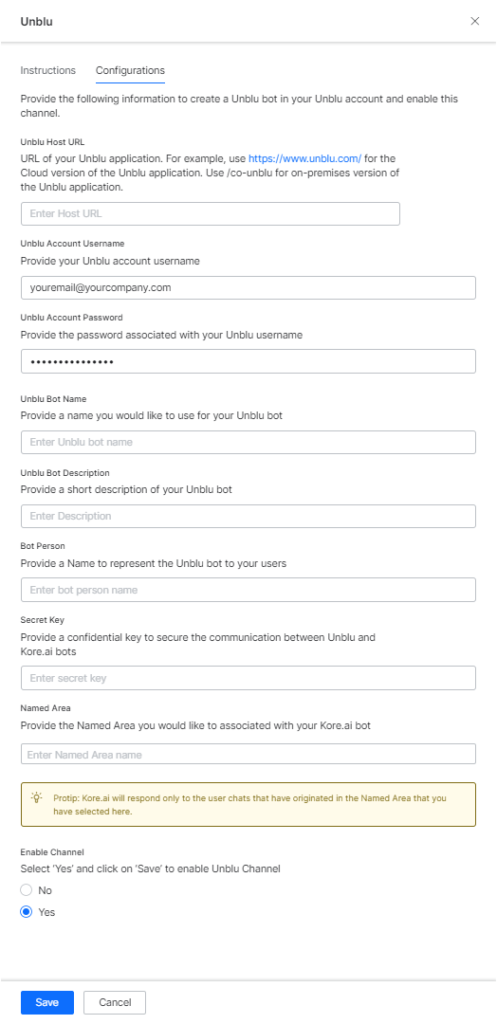 Unblu
Instructions Configurations
Provide the following information to create a Unblu bot in your Unblu account and enable this
channel.
Unblu Host URL
URL of your Unblu application. For example, use https://www.unblu.com/ for the
Cloud version of the Unblu application. Use /co-unblu for on-premises version of
the Unblu application.
Enter Host URL
Unblu Account Username
Provide your Unblu account username
youremail@yourcompany.com
Unblu Account Password
Provide the password associated with your Unblu username
•••••••••••••••
Unblu Bot Name
Provide a name you would like to use for your Unblu bot
Enter Unblu bot name
Unblu Bot Description
Provide a short description of your Unblu bot
Enter Description
Bot Person
Provide a Name to represent the Unblu bot to your users
Enter bot person name
Secret Key
Provide a confidential key to secure the communication between Unblu and
Kore.ai bots
Enter secret key
Named Area
Provide the Named Area you would like to associated with your Kore.ai bot
Enter Named Area name
Protip: Kore.ai will respond only to the user chats that have originated in the Named Area that you
have selected here.
Enable Channel
Select 'Yes' and click on 'Save' to enable Unblu Channel
No
Yes
Save Cancel